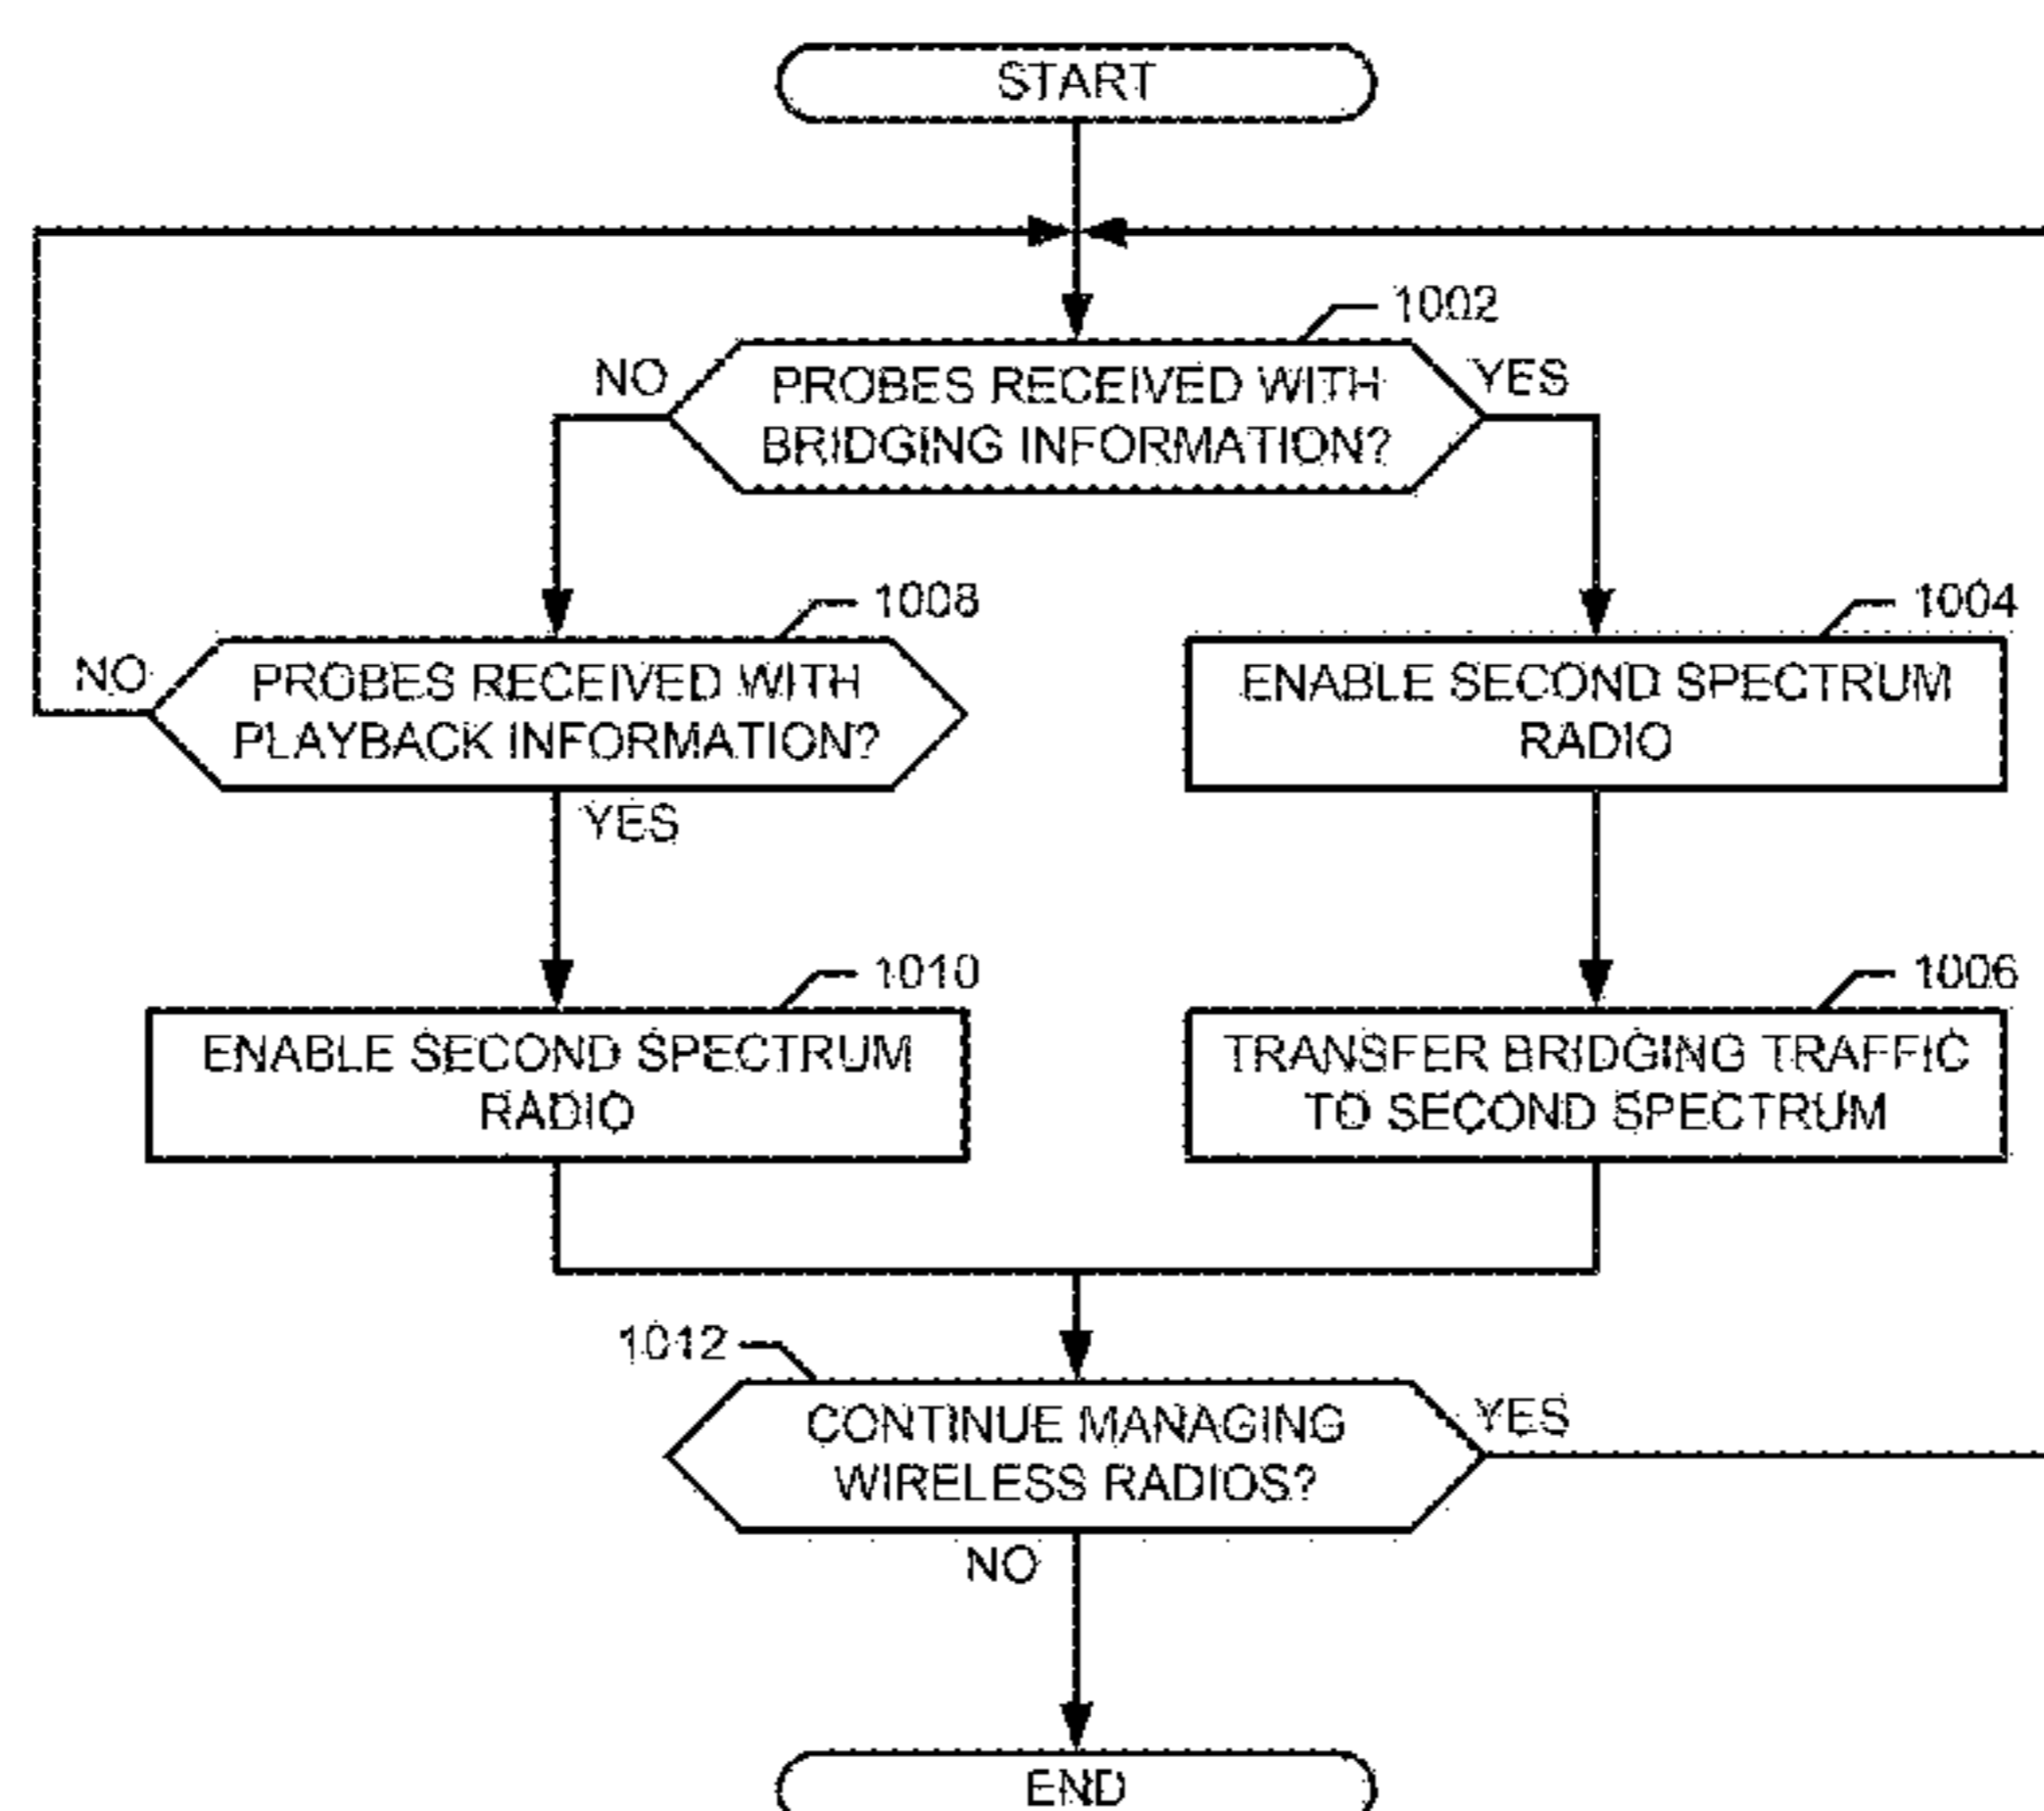 START
1002
NO
PROBES RECEIVED WITH
BRIDGING INFORMATION?
YES
1008
1004
NO
PROBES RECEIVED WITH
PLAYBACK INFORMATION?
YES
ENABLE SECOND SPECTRUM
RADIO
1010
1006
ENABLE SECOND SPECTRUM
RADIO
TRANSFER BRIDGING TRAFFIC
TO SECOND SPECTRUM
1012
CONTINUE MANAGING
WIRELESS RADIOS?
YES
NO
END